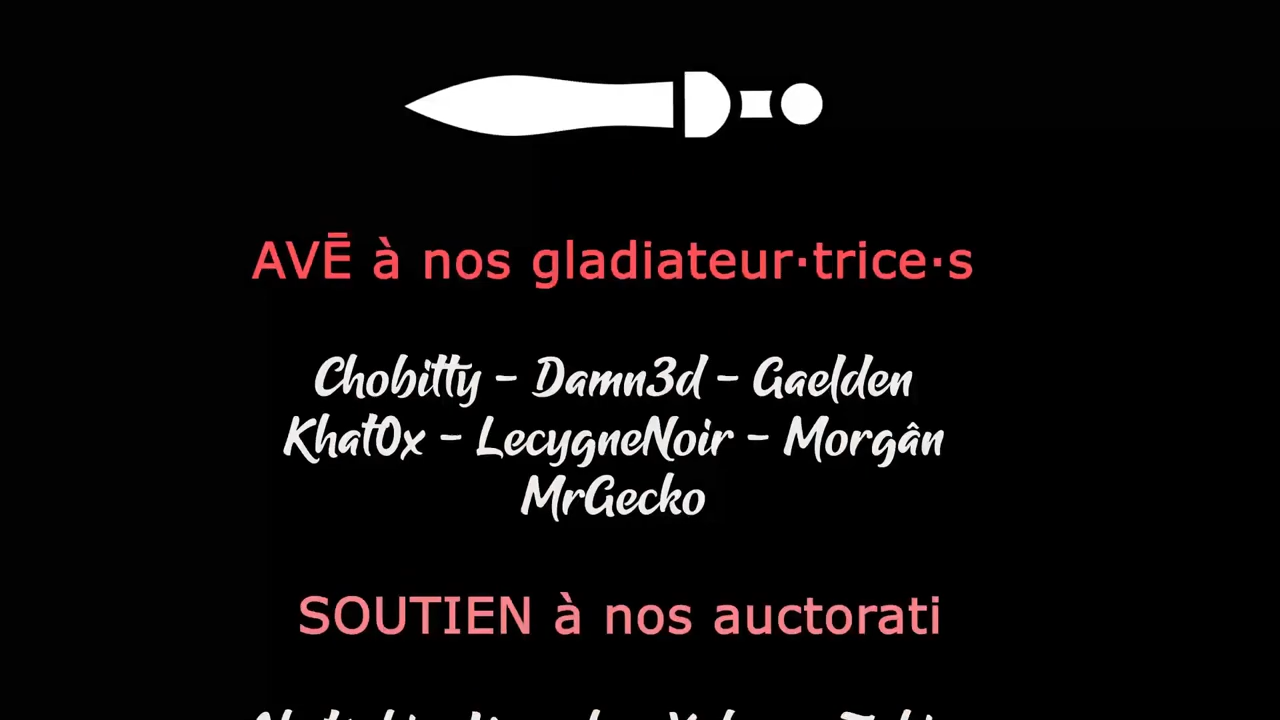 AVĒ à nos gladiateur·trice·s
Chobitty - Damn3d - Gaelden
Khat0x - LecygneNoir - Morgân
MrGecko
SOUTIEN à nos auctorati